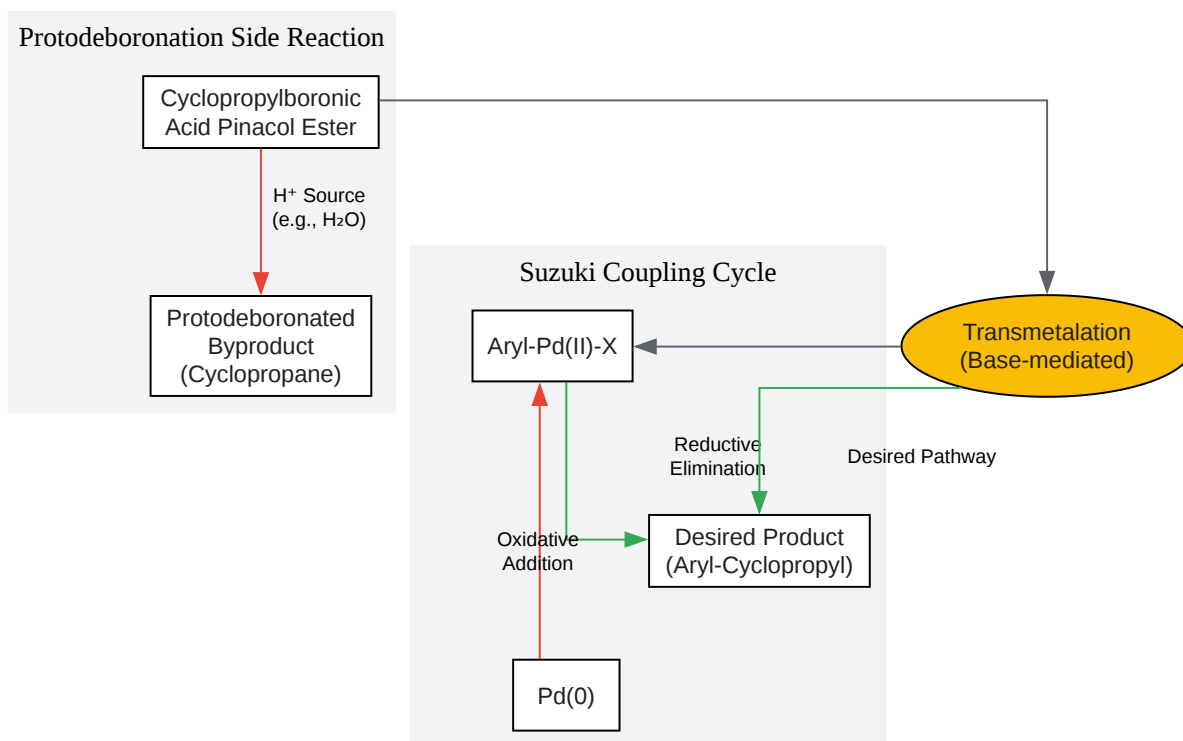 Protodeboronation Side Reaction
Cyclopropylboronic
Acid Pinacol Ester
H⁺ Source
(e.g., H₂O)
Protodeboronated
Byproduct
(Cyclopropane)
Suzuki Coupling Cycle
Aryl-Pd(II)-X
Transmetalation
(Base-mediated)
Reductive
Elimination
Desired Pathway
Oxidative
Addition
Desired Product
(Aryl-Cyclopropyl)
Pd(0)